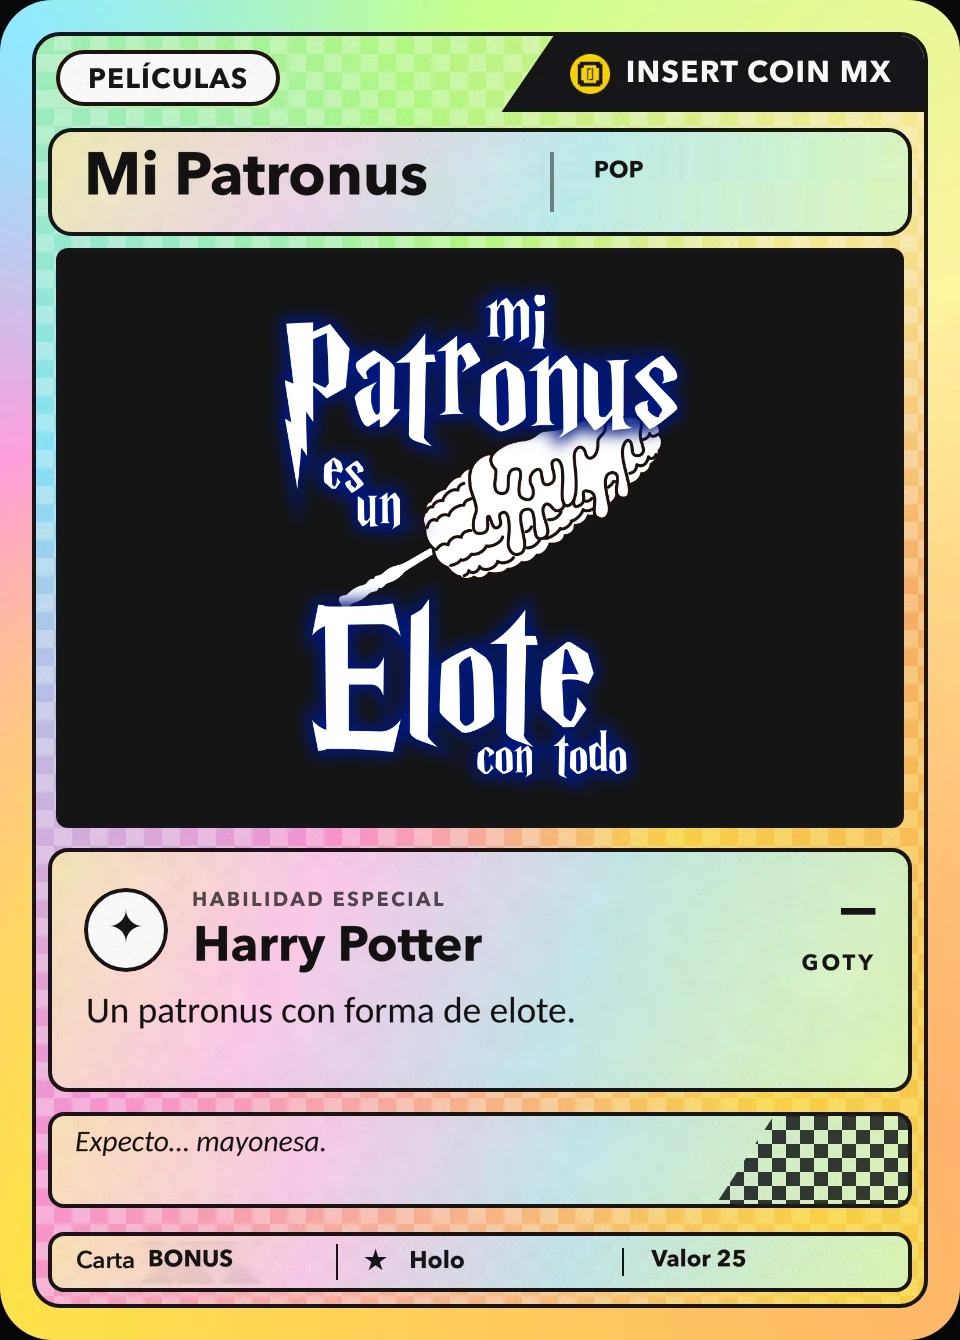 PELÍCULAS
INSERT COIN MX
Mi Patronus
POP
mi
Patronus
es
un
Elote
con todo
HABILIDAD ESPECIAL
Harry Potter
—
GOTY
Un patronus con forma de elote.
Expecto... mayonesa.
Carta BONUS
★ Holo
Valor 25